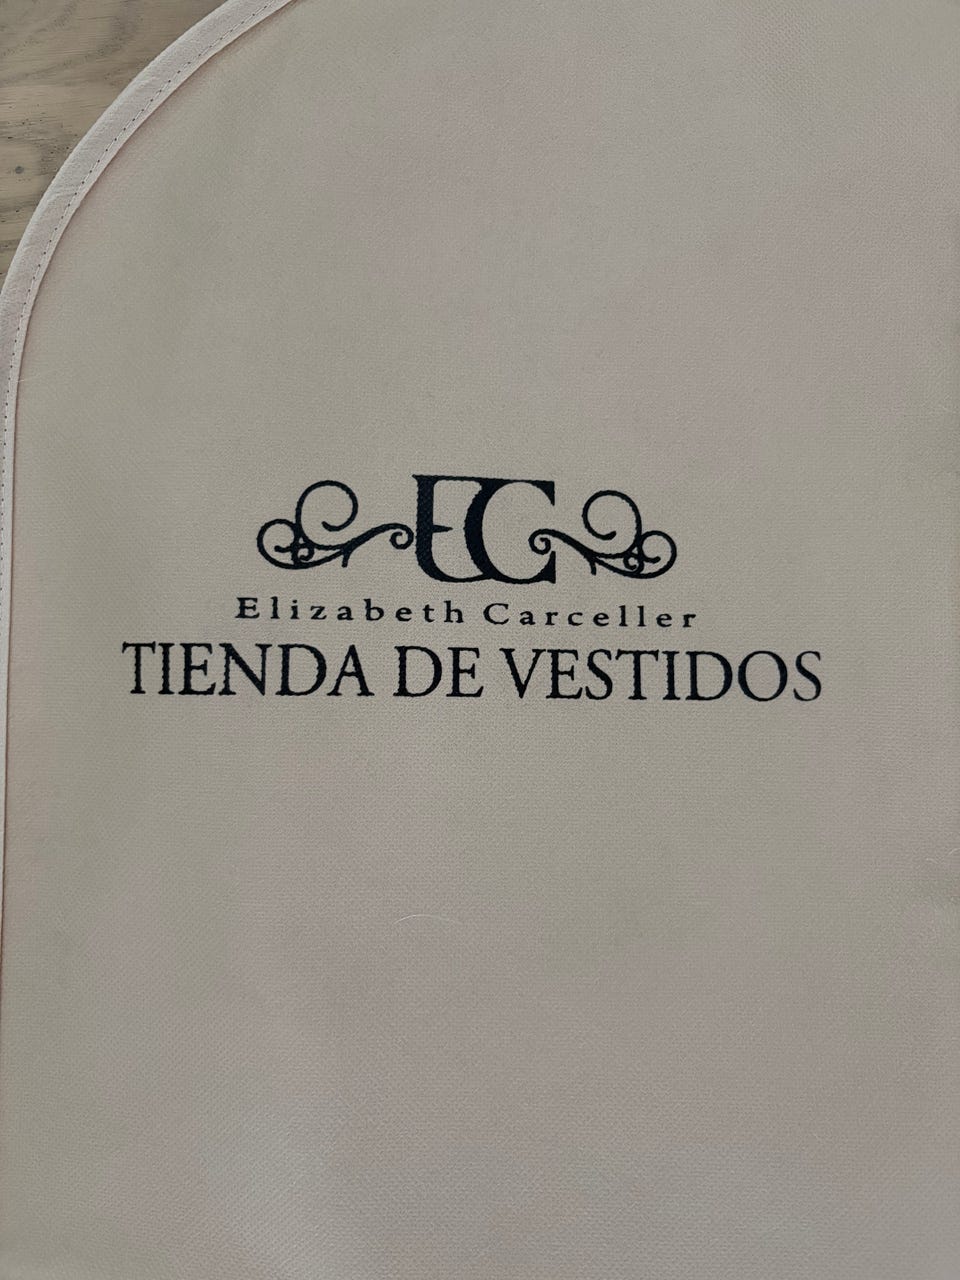 EC
Elizabeth Carceller
TIENDA DE VESTIDOS